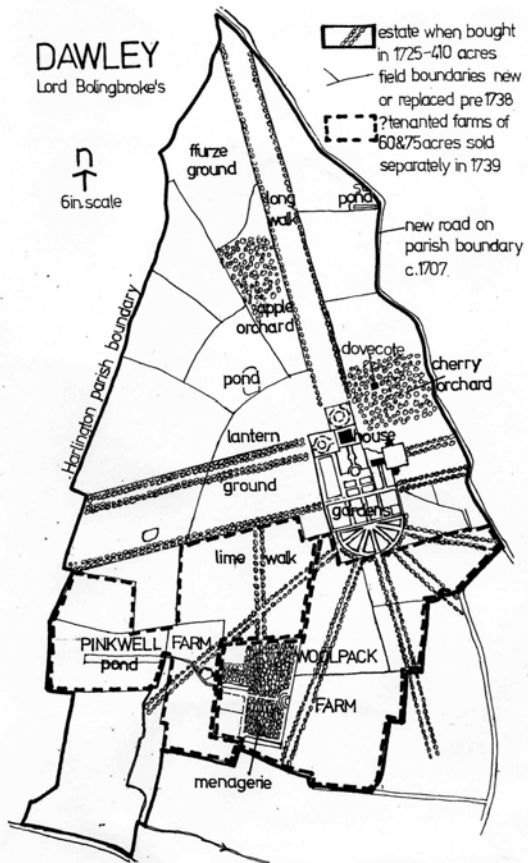 DAWLEY
Lord Bolingbroke's
n
6in. scale
estate when bought
in 1725-410 acres
field boundaries new
or replaced pre 1738
?tenanted farms of
60&75acres sold
separately in 1739
ffurze
ground
long
walk
pond
new road on
parish boundary
c.1707.
Harlington parish boundary
apple
orchard
dovecote
cherry
orchard
pond
lantern
house
ground
gardens
lime walk
PINKWELL FARM
pond
WOOLPACK
FARM
menagerie